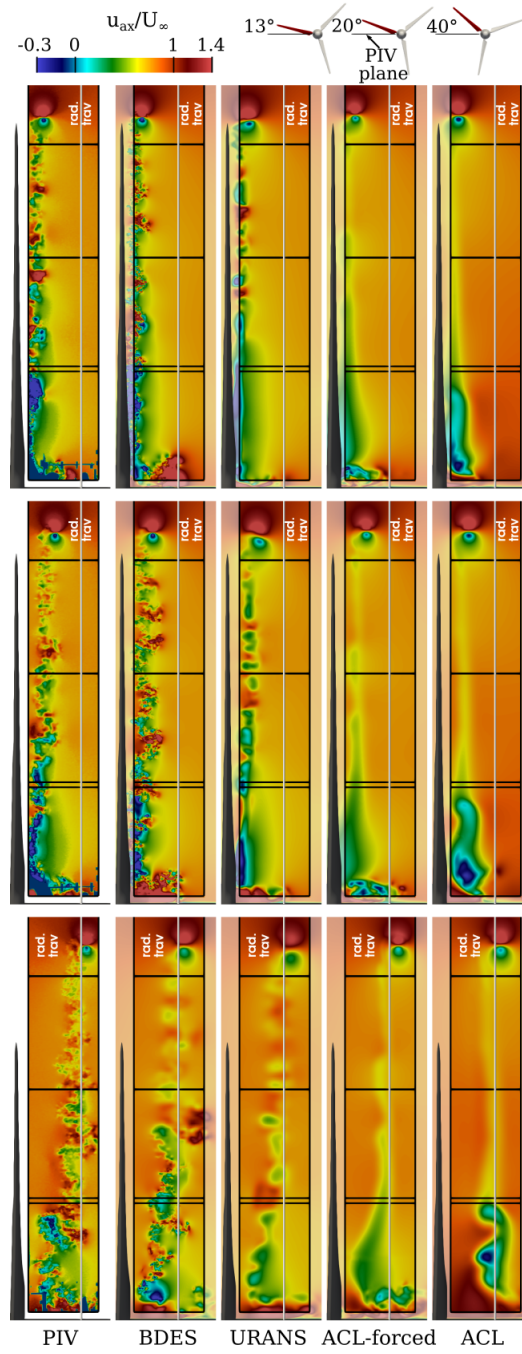 u_ax/U_∞
-0.3 0 1 1.4
13° 20° 40°
PIV
plane
rad. trav rad. trav rad. trav rad. trav rad. trav
rad. trav rad. trav rad. trav rad. trav rad. trav
rad. trav rad. trav rad. trav rad. trav rad. trav
PIV BDES URANS ACL-forced ACL